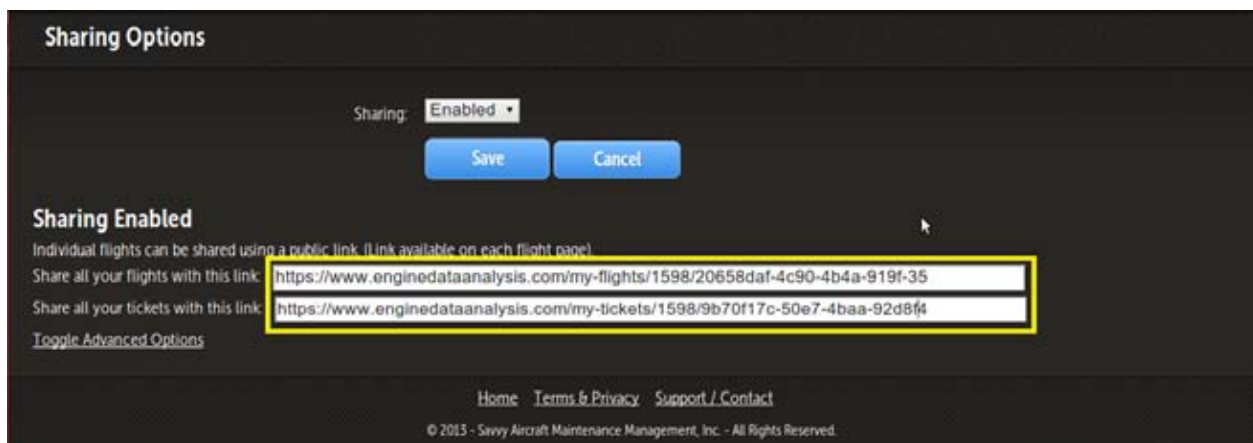 Sharing Options
Sharing: Enabled
Save Cancel
Sharing Enabled
Individual flights can be shared using a public link. (Link available on each flight page).
Share all your flights with this link: https://www.enginedataanalysis.com/my-flights/1598/20658daf-4c90-4b4a-919f-35
Share all your tickets with this link: https://www.enginedataanalysis.com/my-tickets/1598/9b70f17c-50e7-4baa-92d8f4
Toggle Advanced Options
Home Terms & Privacy Support / Contact
© 2013 - Savvy Aircraft Maintenance Management, Inc. - All Rights Reserved.